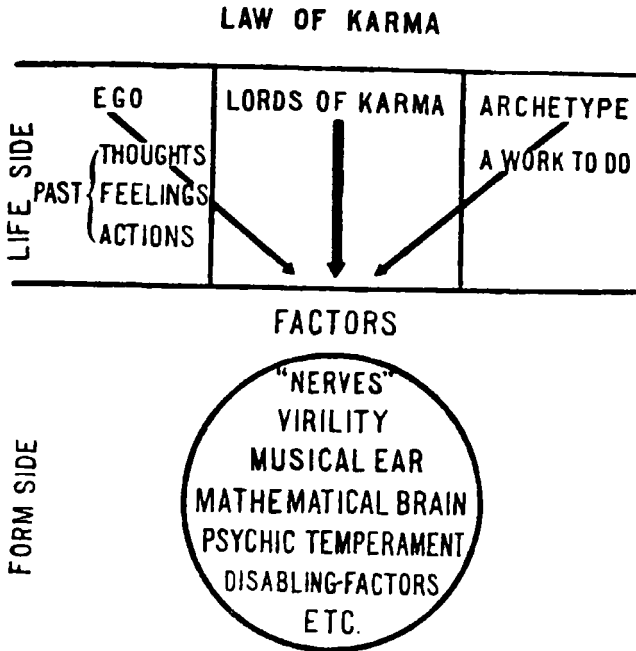 LAW OF KARMA
LIFE SIDE
EGO
PAST
THOUGHTS
FEELINGS
ACTIONS
LORDS OF KARMA
ARCHETYPE
A WORK TO DO
FORM SIDE
FACTORS
"NERVES"
VIRILITY
MUSICAL EAR
MATHEMATICAL BRAIN
PSYCHIC TEMPERAMENT
DISABLING-FACTORS
ETC.